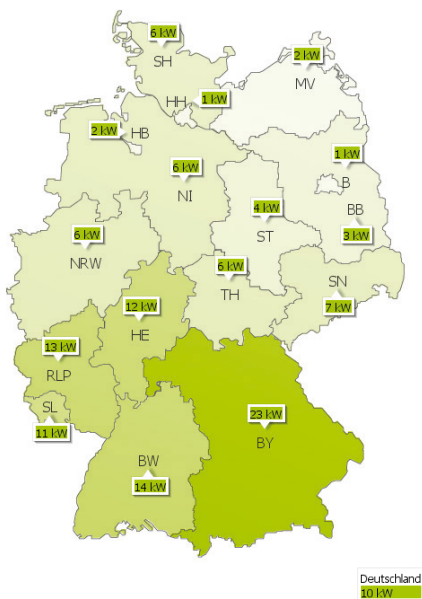 6 kW
SH
2 kW
MV
HH
1 kW
2 kW
HB
1 kW
B
6 kW
NI
4 kW
ST
BB
3 kW
6 kW
NRW
6 kW
TH
SN
7 kW
12 kW
HE
13 kW
RLP
SL
11 kW
23 kW
BY
BW
14 kW
Deutschland
10 kW